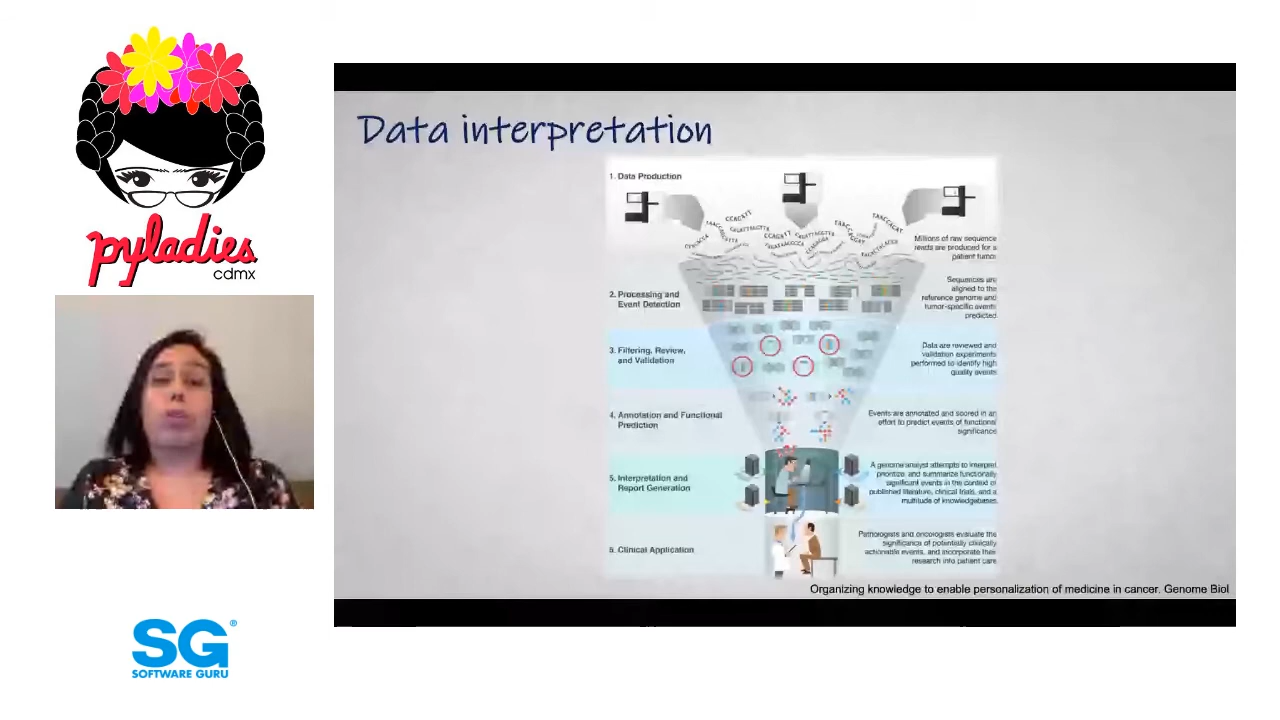 pyladies
cdmx
SG®
SOFTWARE GURU
Data interpretation
1. Data Production
Millions of raw sequence
reads are produced for a
patient tumor
2. Processing and
Event Detection
Sequences are
aligned to the
reference genome and
tumor-specific events
predicted
3. Filtering, Review,
and Validation
Data are reviewed and
validation experiments
performed to identify high
quality events
4. Annotation and Functional
Prediction
Events are annotated and scored in an
effort to predict events of functional
significance
5. Interpretation and
Report Generation
A genome analyst attempts to interpret,
prioritize, and summarize functionally
significant events in the context of
published literature, clinical trials, and a
multitude of knowledgebases
6. Clinical Application
Pathologists and oncologists evaluate the
significance of potentially clinically
actionable events, and incorporate their
research into patient care
Organizing knowledge to enable personalization of medicine in cancer. Genome Biol